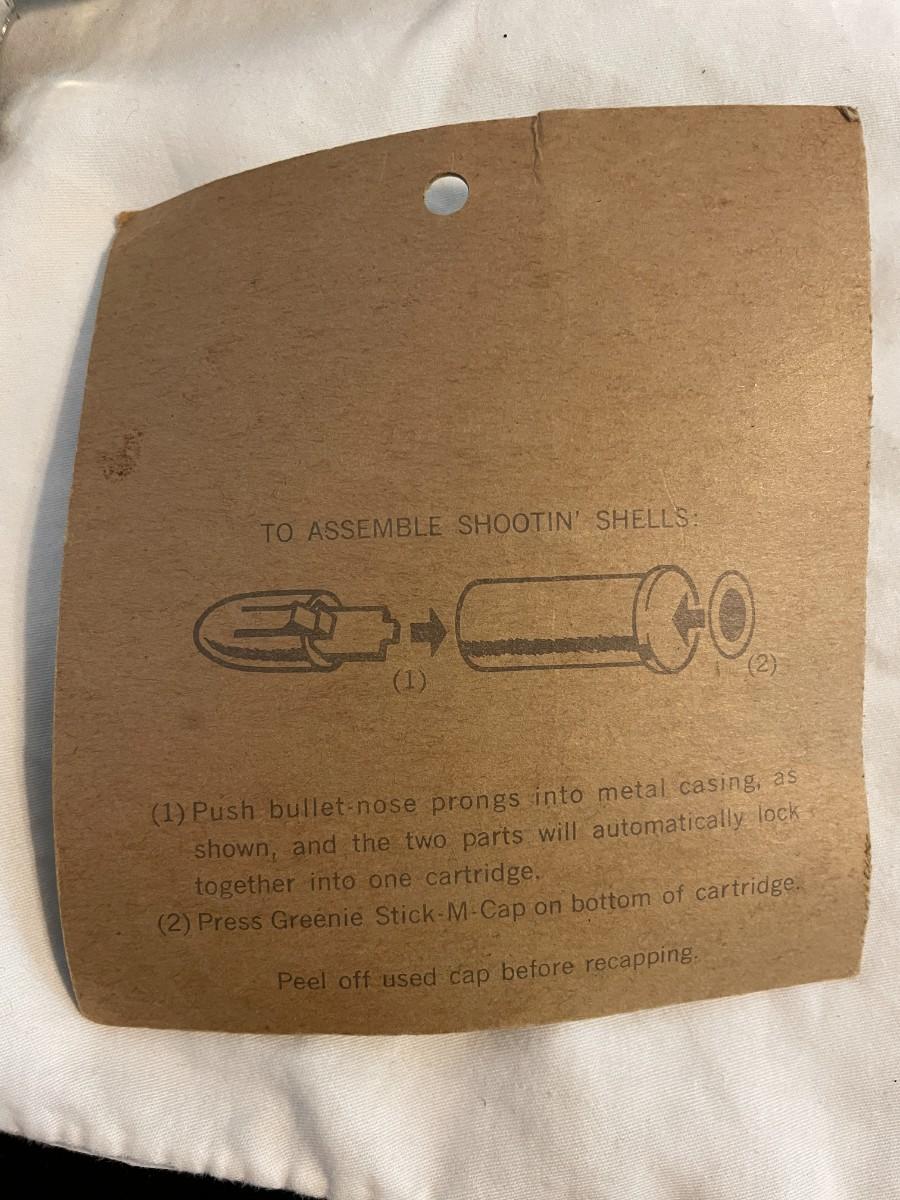 TO ASSEMBLE SHOOTIN' SHELLS:
(1)
(2)
(1) Push bullet-nose prongs into metal casing, as
shown, and the two parts will automatically lock
together into one cartridge.
(2) Press Greenie Stick-M-Cap on bottom of cartridge.
Peel off used cap before recapping.